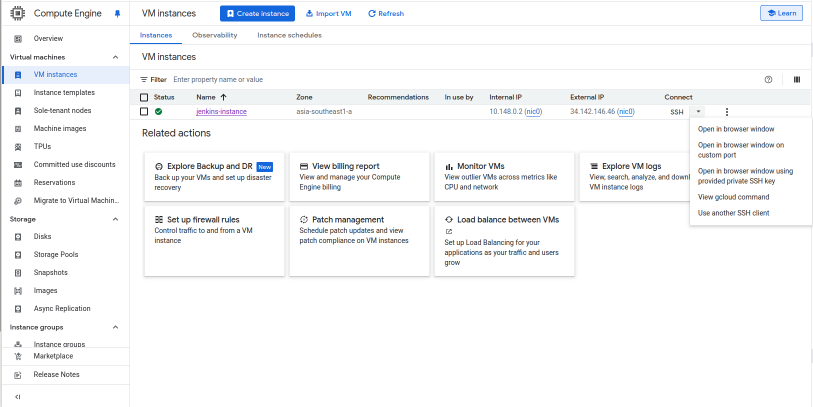 Compute Engine
Overview
Virtual machines
VM instances
Instance templates
Sole-tenant nodes
Machine images
TPUs
Committed use discounts
Reservations
Migrate to Virtual Machin...
Storage
Disks
Storage Pools
Snapshots
Images
Async Replication
Instance groups
Instance groups
Marketplace
Release Notes
VM instances
Create instance
Import VM
Refresh
Learn
Instances
Observability
Instance schedules
VM instances
Filter Enter property name or value
Status Name Zone Recommendations In use by Internal IP External IP Connect
jenkins-instance asia-southeast1-a 10.148.0.2 (nic0) 34.142.146.46 (nic0) SSH
Open in browser window
Open in browser window on
custom port
Open in browser window using
provided private SSH key
View gcloud command
Use another SSH client
Related actions
Explore Backup and DR New
Back up your VMs and set up disaster
recovery
View billing report
View and manage your Compute
Engine billing
Monitor VMs
View outlier VMs across metrics like
CPU and network
Explore VM logs
View, search, analyze, and down
VM instance logs
Set up firewall rules
Control traffic to and from a VM
instance
Patch management
Schedule patch updates and view
patch compliance on VM instances
Load balance between VMs
Set up Load Balancing for your
applications as your traffic and users
grow